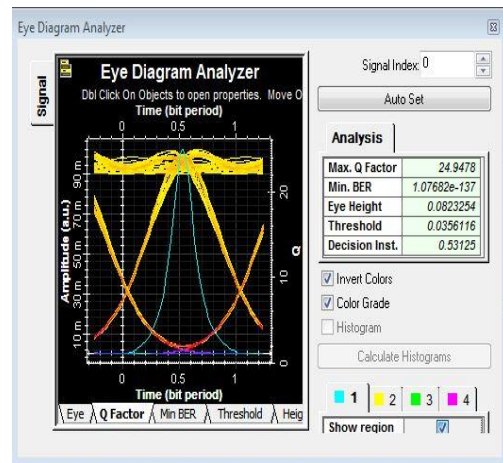 Eye Diagram Analyzer
Signal
Eye Diagram Analyzer
Dbl Click On Objects to open properties. Move O
Time (bit period)
0 0.5 1
Amplitude (a.u.)
90 m
70 m
50 m
30 m
10 m
Q
20
10
0
0 0.5 1
Time (bit period)
Eye Q Factor Min BER Threshold Heig
Signal Index: 0
Auto Set
Analysis
Max. Q Factor 24.9478
Min. BER 1.07682e-137
Eye Height 0.0823254
Threshold 0.0356116
Decision Inst. 0.53125
Invert Colors
Color Grade
Histogram
Calculate Histograms
1 2 3 4
Show region